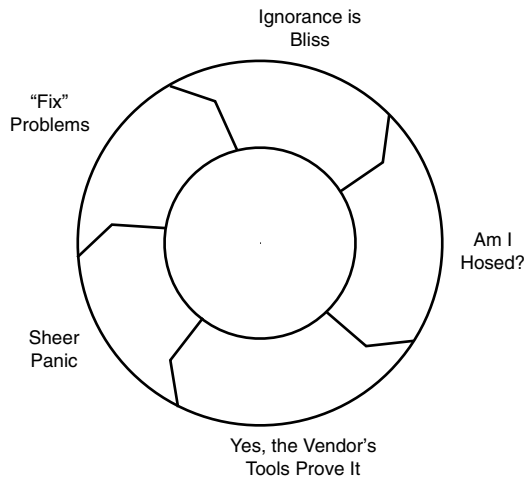 Ignorance is
Bliss
“Fix”
Problems
Am I
Hosed?
Sheer
Panic
Yes, the Vendor’s
Tools Prove It